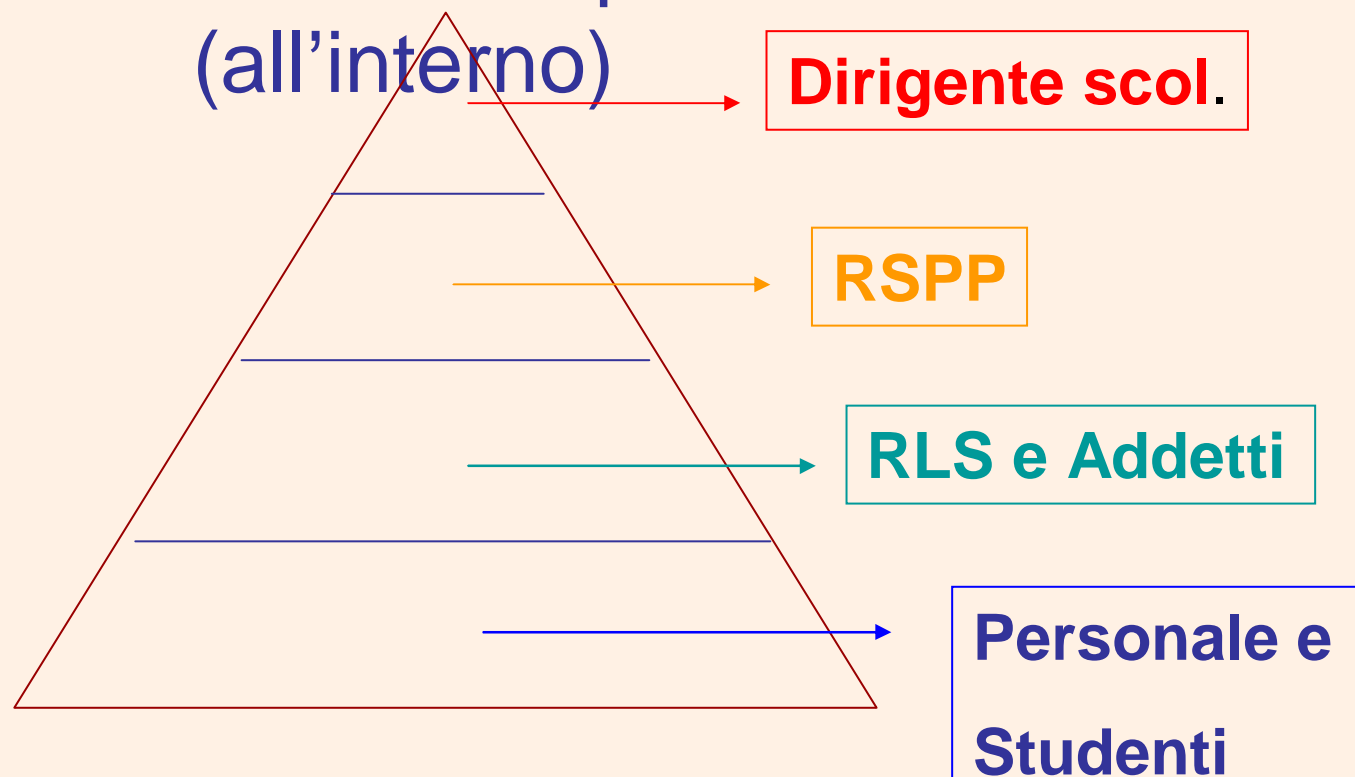 (all’interno)
Dirigente scol.
RSPP
RLS e Addetti
Personale e
Studenti